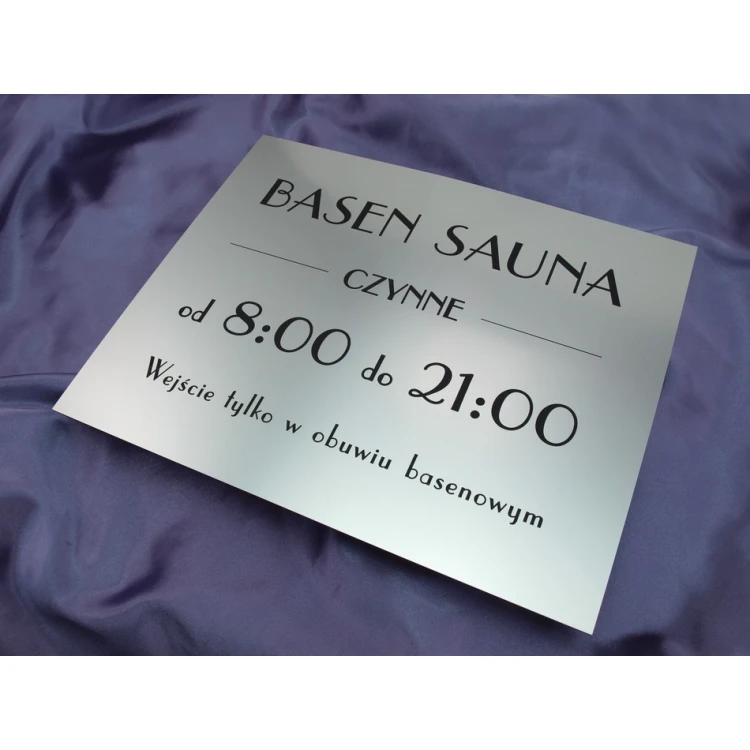 BASEN SAUNA
CZYNNE
od 8:00 do 21:00
Wejście tylko w obuwiu basenowym